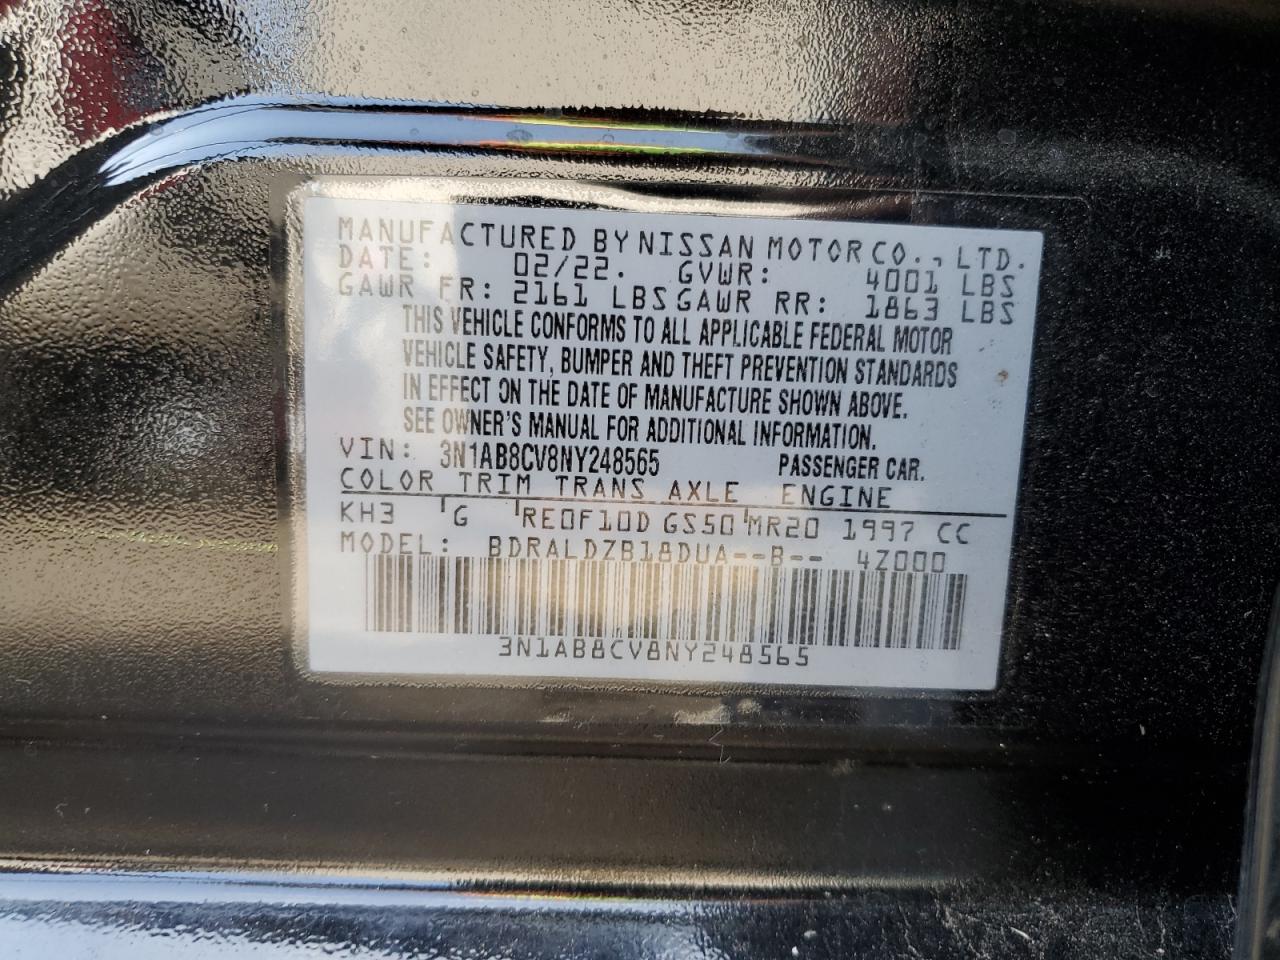 MANUFACTURED BY NISSAN MOTOR CO., LTD.
DATE: 02/22. GVWR: 4001 LBS
GAWR FR: 2161 LBS GAWR RR: 1863 LBS
THIS VEHICLE CONFORMS TO ALL APPLICABLE FEDERAL MOTOR
VEHICLE SAFETY, BUMPER AND THEFT PREVENTION STANDARDS
IN EFFECT ON THE DATE OF MANUFACTURE SHOWN ABOVE.
SEE OWNER'S MANUAL FOR ADDITIONAL INFORMATION.
VIN: 3N1AB8CV8NY248565 PASSENGER CAR.
COLOR TRIM TRANS AXLE ENGINE
KH3 G RE0F10D GS50 MR20 1997 CC
MODEL: BDRALDZB18DUA--B-- 4Z000
3N1AB8CV8NY248565